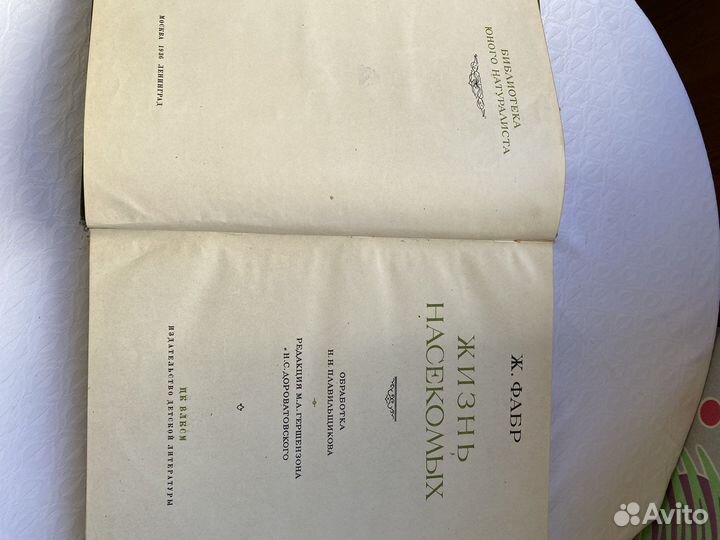 БИБЛИОТЕКА
ЮНОГО НАТУРАЛИСТА
МОСКВА 1936 ЛЕНИНГРАД
Ж. ФАБР
ЖИЗНЬ
НАСЕКОМЫХ
ОБРАБОТКА
Н. Н. ПЛАВИЛЬЩИКОВА
РЕДАКЦИЯ М. А. ГЕРШЕНЗОНА
и Н. С. ДОРОВАТОВСКОГО
ЦК ВЛКСМ
ИЗДАТЕЛЬСТВО ДЕТСКОЙ ЛИТЕРАТУРЫ
Avito